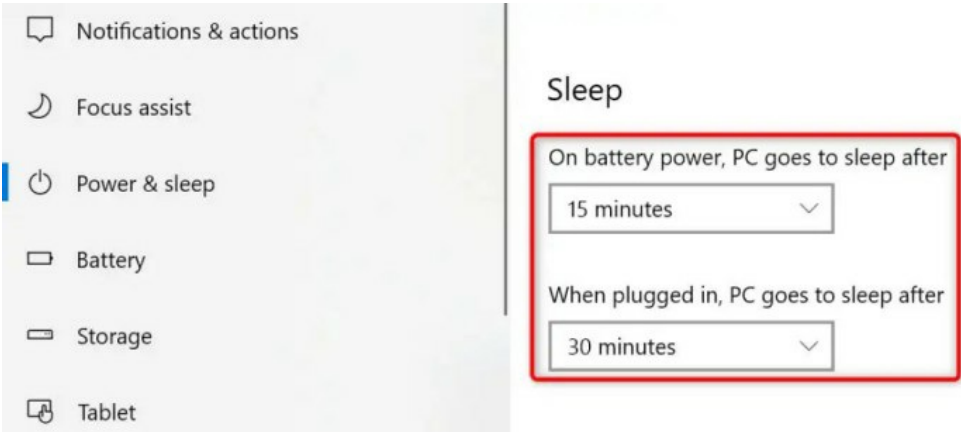 Notifications & actions
Focus assist
Power & sleep
Battery
Storage
Tablet
Sleep
On battery power, PC goes to sleep after
15 minutes
When plugged in, PC goes to sleep after
30 minutes